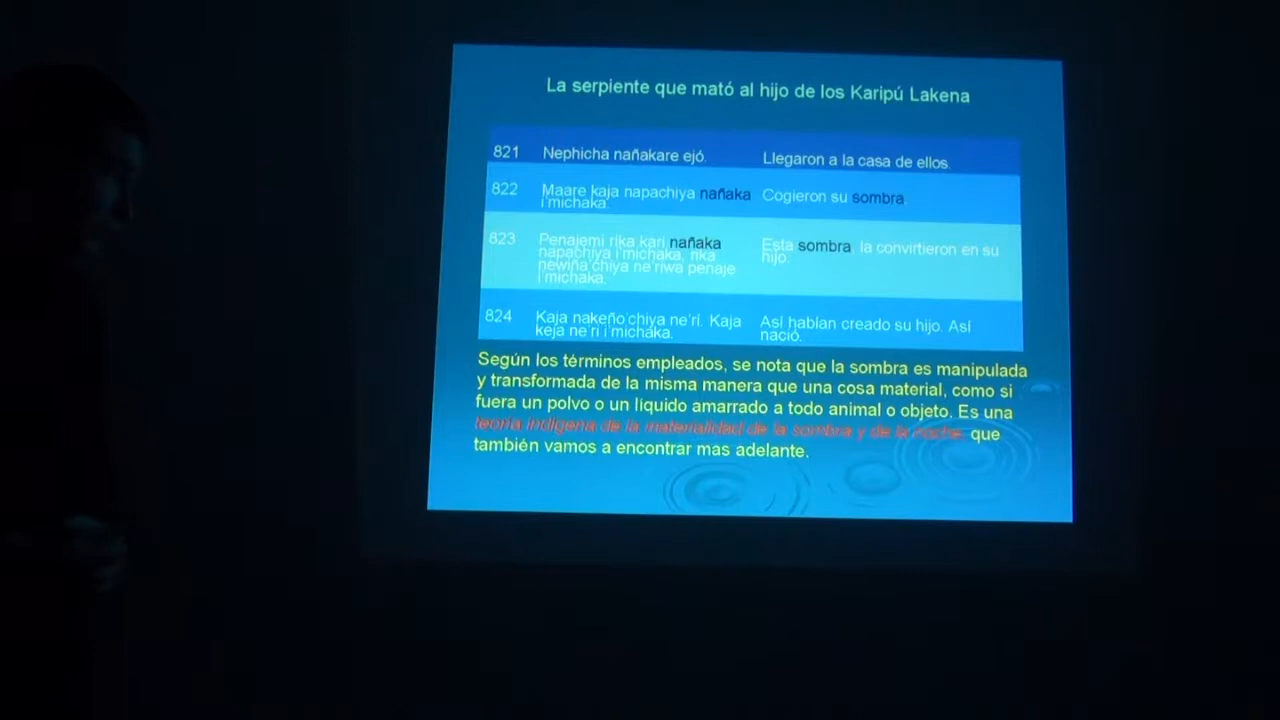 La serpiente que mató al hijo de los Karipú Lakena
821 Nephicha nañakare ejó. Llegaron a la casa de ellos.
822 Maare kaja napachiya nañaka Cogieron su sombra
i'michaka.
823 Penajemi rika kari nañaka Esta sombra la convirtieron en su
napachiya i'michaka, rika hijo.
newiña'chiya ne'riwa penaje
i'michaka.
824 Kaja nakeño'chiya ne'rí. Kaja Así habían creado su hijo. Así
keja ne'rí i'micháka. nació.
Según los términos empleados, se nota que la sombra es manipulada
y transformada de la misma manera que una cosa material, como si
fuera un polvo o un líquido amarrado a todo animal o objeto. Es una
teoría indígena de la materialidad de la sombra y de la noche, que
también vamos a encontrar mas adelante.